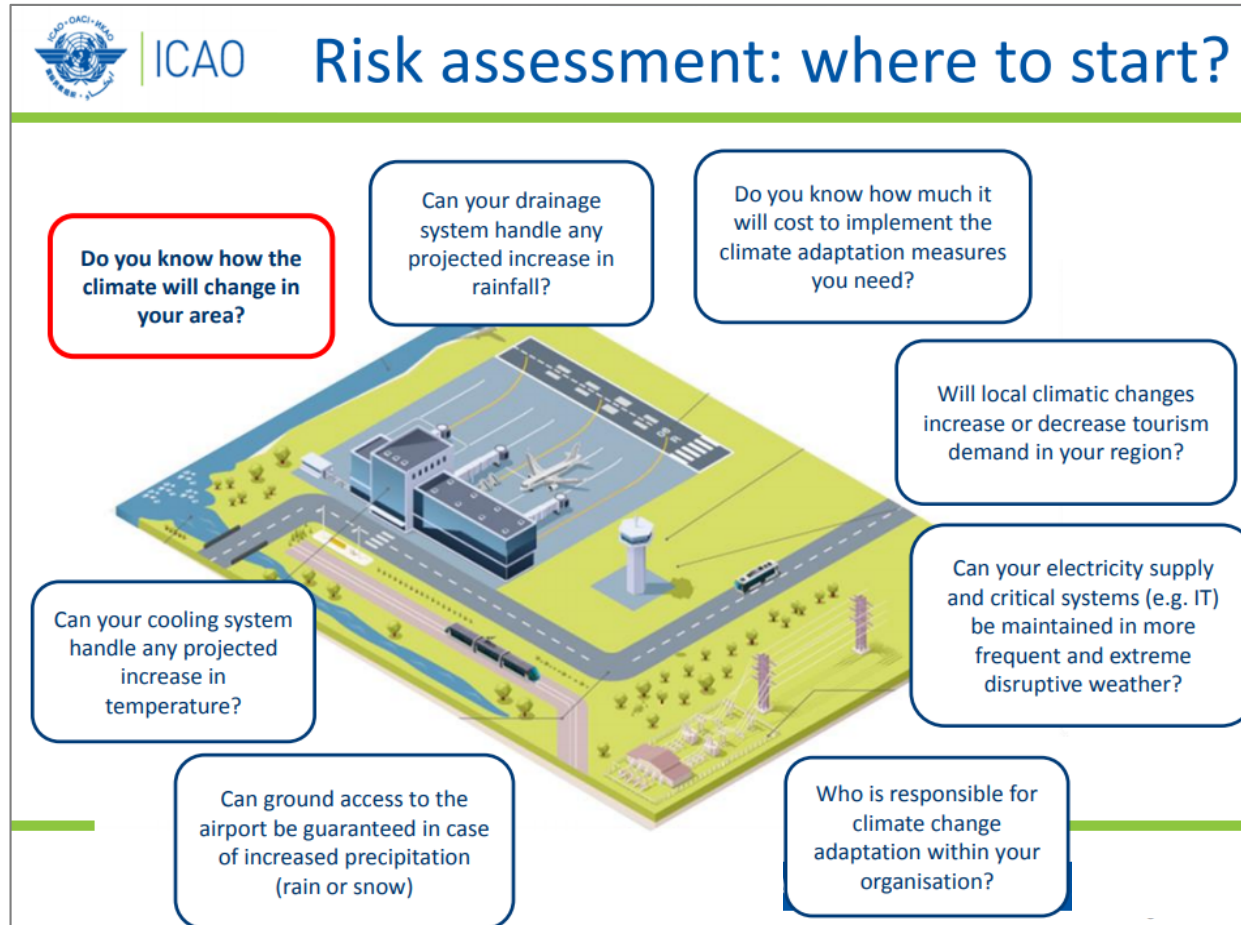 ICAO · OACI · ИКАО
ICAO
Risk assessment: where to start?
Do you know how the
climate will change in
your area?
Can your drainage
system handle any
projected increase in
rainfall?
Do you know how much it
will cost to implement the
climate adaptation measures
you need?
Will local climatic changes
increase or decrease tourism
demand in your region?
Can your electricity supply
and critical systems (e.g. IT)
be maintained in more
frequent and extreme
disruptive weather?
Can your cooling system
handle any projected
increase in
temperature?
Can ground access to the
airport be guaranteed in case
of increased precipitation
(rain or snow)
Who is responsible for
climate change
adaptation within your
organisation?